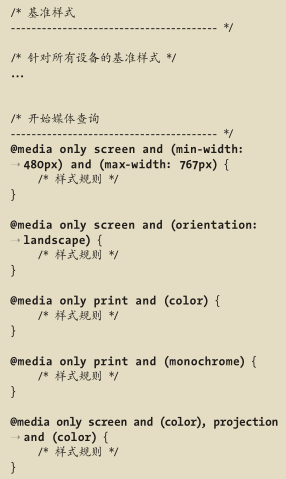 /* 基准样式
---------------------------------------- */
/* 针对所有设备的基准样式 */
...
/* 开始媒体查询
---------------------------------------- */
@media only screen and (min-width:
→480px) and (max-width: 767px) {
/* 样式规则 */
}
@media only screen and (orientation:
→landscape) {
/* 样式规则 */
}
@media only print and (color) {
/* 样式规则 */
}
@media only print and (monochrome) {
/* 样式规则 */
}
@media only screen and (color), projection
→and (color) {
/* 样式规则 */
}